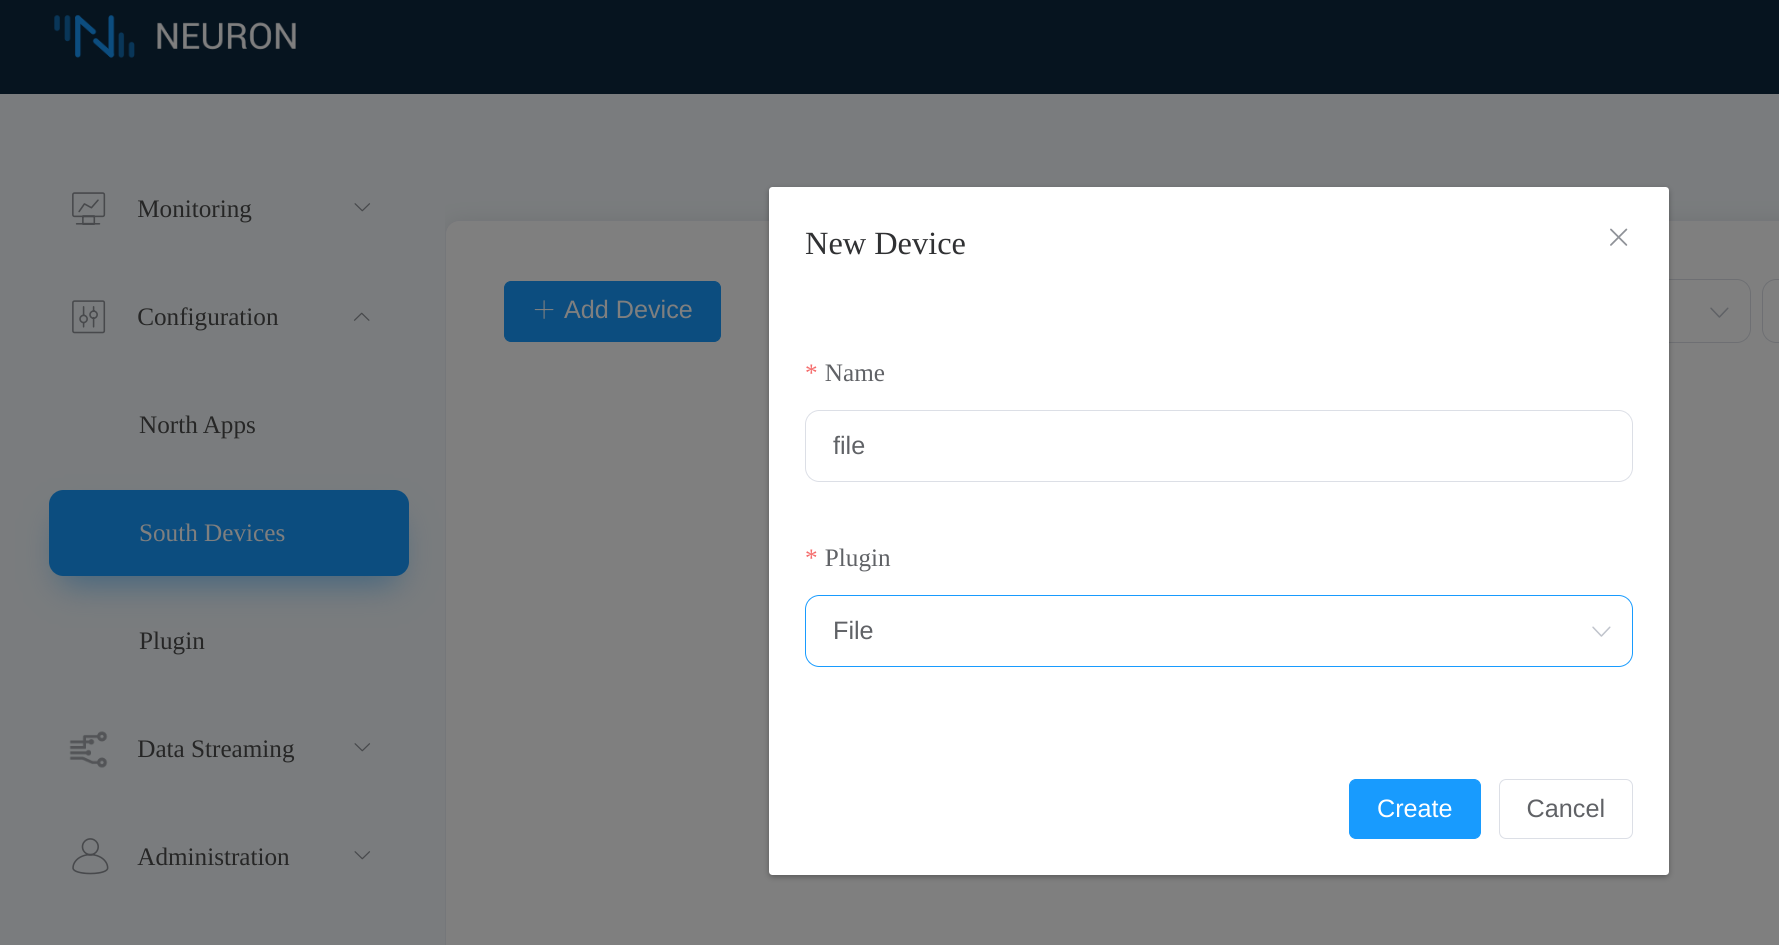 NEURON
Monitoring
Configuration
North Apps
South Devices
Plugin
Data Streaming
Administration
+ Add Device
New Device
* Name
file
* Plugin
File
Create
Cancel